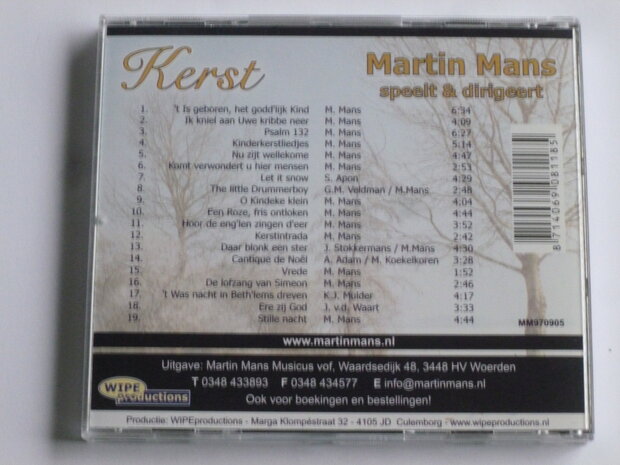 Kerst
Martin Mans
speelt & dirigeert
1. 't Is geboren, het godd'lijk Kind M. Mans 6:34
2. Ik kniel aan Uwe kribbe neer M. Mans 4:09
3. Psalm 132 M. Mans 6:27
4. Kinderkerstliedjes M. Mans 5:14
5. Nu zijt wellekome M. Mans 4:47
6. Komt verwondert u hier mensen M. Mans 2:53
7. Let it snow S. Apon 4:29
8. The little Drummerboy G.M. Veldman / M.Mans 2:48
9. O Kindeke klein M. Mans 4:04
10. Een Roze, fris ontloken M. Mans 4:44
11. Hoor de eng'len zingen d'eer M. Mans 3:52
12. Kerstintrada M. Mans 2:42
13. Daar blonk een ster J. Stokkermans / M.Mans 4:30
14. Cantique de Noël A. Adam / M. Koekelkoren 3:28
15. Vrede M. Mans 1:52
16. De lofzang van Simeon M. Mans 2:46
17. 't Was nacht in Beth'lems dreven K.J. Mulder 4:17
18. Ere zij God J. v.d. Waart 3:33
19. Stille nacht M. Mans 4:44
8714069081185
MM970905
www.martinmans.nl
Uitgave: Martin Mans Musicus vof, Waardsedijk 48, 3448 HV Woerden
T 0348 433893 F 0348 434577 E info@martinmans.nl
Ook voor boekingen en bestellingen!
WIPE
productions
Productie: WIPEproductions - Marga Klompéstraat 32 - 4105 JD Culemborg - www.wipeproductions.nl